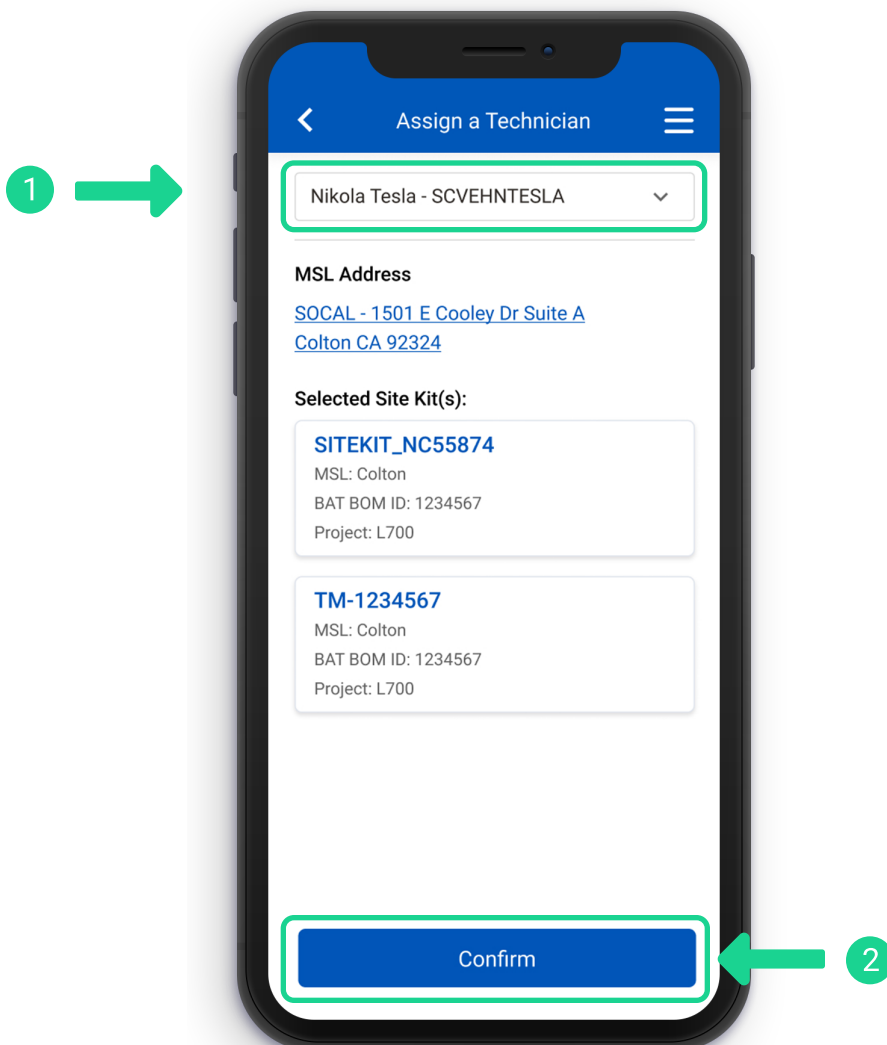 Assign a Technician
1
Nikola Tesla - SCVEHNTESLA
MSL Address
SOCAL - 1501 E Cooley Dr Suite A
Colton CA 92324
Selected Site Kit(s):
SITEKIT_NC55874
MSL: Colton
BAT BOM ID: 1234567
Project: L700
TM-1234567
MSL: Colton
BAT BOM ID: 1234567
Project: L700
Confirm
2